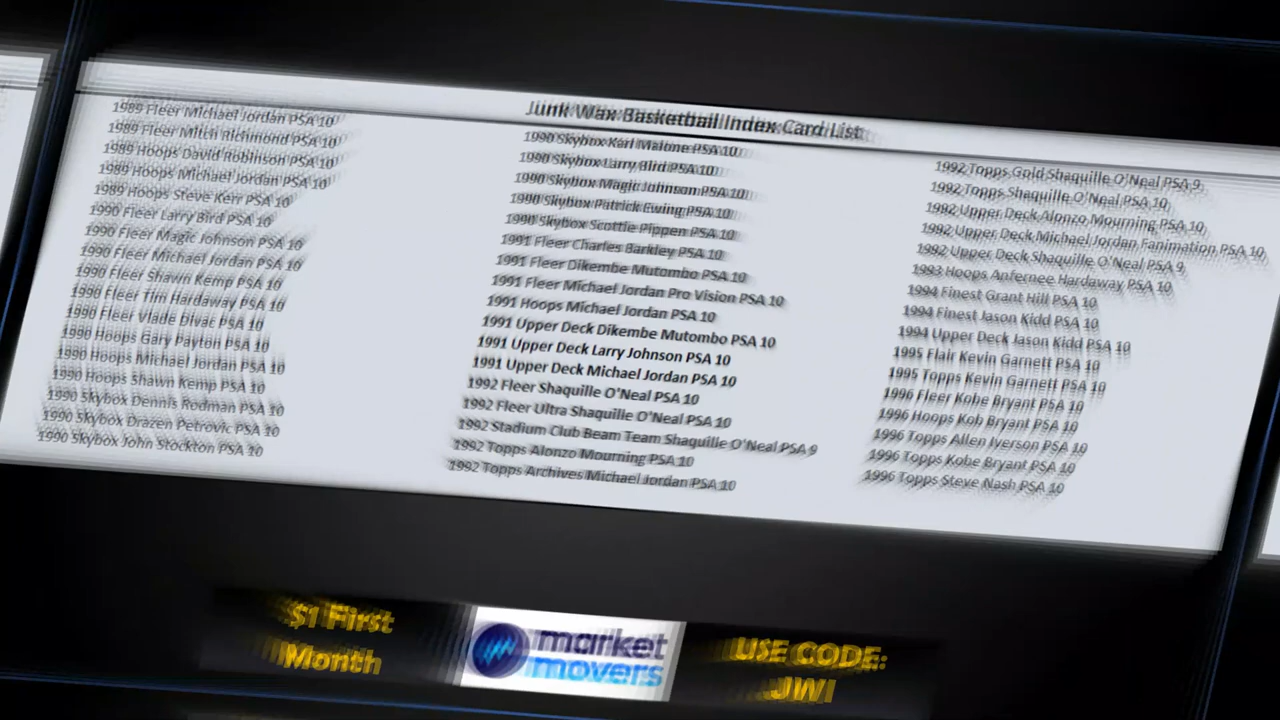 Junk Wax Basketball Index Card List
1989 Fleer Michael Jordan PSA 10
1989 Fleer Mitch Richmond PSA 10
1989 Hoops David Robinson PSA 10
1989 Hoops Michael Jordan PSA 10
1989 Hoops Steve Kerr PSA 10
1990 Fleer Larry Bird PSA 10
1990 Fleer Magic Johnson PSA 10
1990 Fleer Michael Jordan PSA 10
1990 Fleer Shawn Kemp PSA 10
1990 Fleer Tim Hardaway PSA 10
1990 Fleer Vlade Divac PSA 10
1990 Hoops Gary Payton PSA 10
1990 Hoops Michael Jordan PSA 10
1990 Hoops Shawn Kemp PSA 10
1990 Skybox Dennis Rodman PSA 10
1990 Skybox Drazen Petrovic PSA 10
1990 Skybox John Stockton PSA 10
1990 Skybox Karl Malone PSA 10
1990 Skybox Larry Bird PSA 10
1990 Skybox Magic Johnson PSA 10
1990 Skybox Patrick Ewing PSA 10
1990 Skybox Scottie Pippen PSA 10
1991 Fleer Charles Barkley PSA 10
1991 Fleer Dikembe Mutombo PSA 10
1991 Fleer Michael Jordan Pro Vision PSA 10
1991 Hoops Michael Jordan PSA 10
1991 Upper Deck Dikembe Mutombo PSA 10
1991 Upper Deck Larry Johnson PSA 10
1991 Upper Deck Michael Jordan PSA 10
1992 Fleer Shaquille O'Neal PSA 10
1992 Fleer Ultra Shaquille O'Neal PSA 10
1992 Stadium Club Beam Team Shaquille O'Neal PSA 9
1992 Topps Alonzo Mourning PSA 10
1992 Topps Archives Michael Jordan PSA 10
1992 Topps Gold Shaquille O'Neal PSA 9
1992 Topps Shaquille O'Neal PSA 10
1992 Upper Deck Alonzo Mourning PSA 10
1992 Upper Deck Michael Jordan Fanimation PSA 10
1992 Upper Deck Shaquille O'Neal PSA 9
1993 Hoops Anfernee Hardaway PSA 10
1994 Finest Grant Hill PSA 10
1994 Finest Jason Kidd PSA 10
1994 Upper Deck Jason Kidd PSA 10
1995 Flair Kevin Garnett PSA 10
1995 Topps Kevin Garnett PSA 10
1996 Fleer Kobe Bryant PSA 10
1996 Hoops Kob Bryant PSA 10
1996 Topps Allen Iverson PSA 10
1996 Topps Kobe Bryant PSA 10
1996 Topps Steve Nash PSA 10
$1 First
Month
market
movers
USE CODE:
JWI